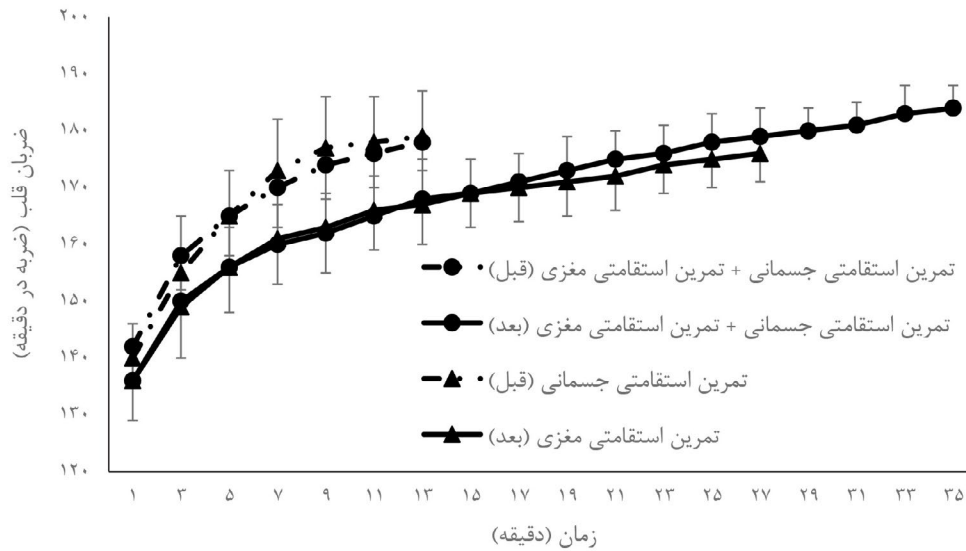 ضربان قلب (ضربه در دقیقه)
۲۰۰
۱۹۰
۱۸۰
۱۷۰
۱۶۰
۱۵۰
۱۴۰
۱۳۰
۱۲۰
تمرین استقامتی جسمانی + تمرین استقامتی مغزی (قبل)
تمرین استقامتی جسمانی + تمرین استقامتی مغزی (بعد)
تمرین استقامتی جسمانی (قبل)
تمرین استقامتی مغزی (بعد)
۱ ۳ ۵ ۷ ۹ ۱۱ ۱۳ ۱۵ ۱۷ ۱۹ ۲۱ ۲۳ ۲۵ ۲۷ ۲۹ ۳۱ ۳۳ ۳۵
زمان (دقیقه)